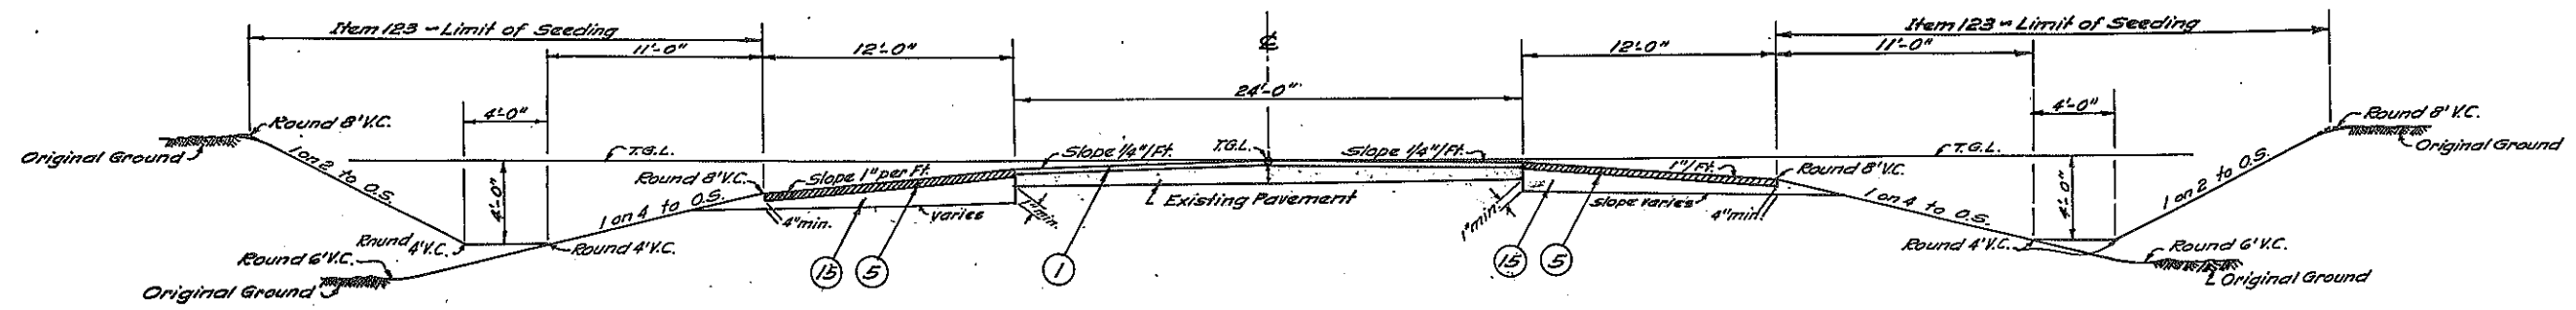 Item 123 - Limit of Seeding
Item 123 - Limit of Seeding
11'-0"
12'-0"
℄
12'-0"
11'-0"
24'-0"
4'-0"
4'-0"
Round 8' V.C.
Round 8' V.C.
Original Ground
T.G.L.
Slope 1/4"/Ft.
T.G.L.
Slope 1/4"/Ft.
T.G.L.
Original Ground
1 on 2 to O.S.
4'-0"
Round 8' V.C.
Slope 1" per Ft.
1"/Ft.
Round 8' V.C.
4'-0"
1 on 2 to O.S.
1 on 4 to O.S.
4" min.
varies
1" min.
Existing Pavement
1" min.
Slope varies
4" min.
1 on 4 to O.S.
Round 4' V.C.
Round 4' V.C.
Round 4' V.C.
Round 6' V.C.
Round 6' V.C.
15
5
1
15
5
Original Ground
Original Ground